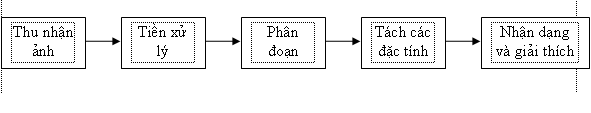 Thu nhận
ảnh
Tiền xử
lý
Phân
đoạn
Tách các
đặc tính
Nhận dạng
và giải thích